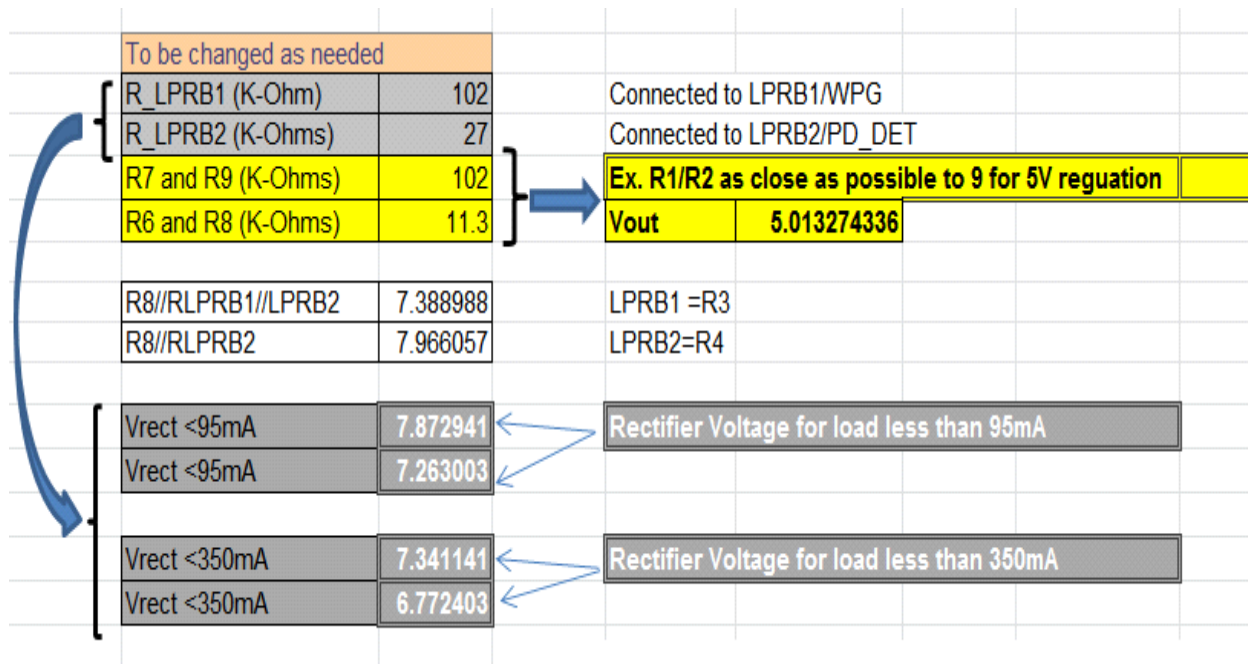 To be changed as needed
R_LPRB1 (K-Ohm) 102 Connected to LPRB1/WPG
R_LPRB2 (K-Ohms) 27 Connected to LPRB2/PD_DET
R7 and R9 (K-Ohms) 102 Ex. R1/R2 as close as possible to 9 for 5V reguation
R6 and R8 (K-Ohms) 11.3 Vout 5.013274336
R8//RLPRB1//LPRB2 7.388988 LPRB1 =R3
R8//RLPRB2 7.966057 LPRB2=R4
Vrect <95mA 7.872941 Rectifier Voltage for load less than 95mA
Vrect <95mA 7.263003
Vrect <350mA 7.341141 Rectifier Voltage for load less than 350mA
Vrect <350mA 6.772403